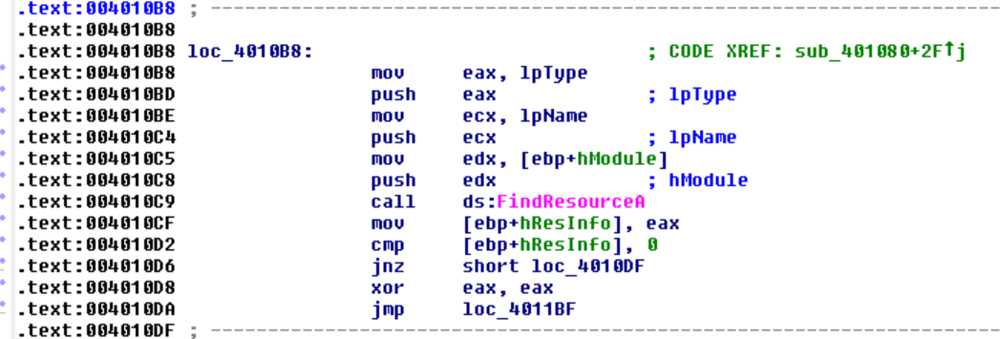 .text:004010B8 ; ---------------------------------------------------------------------------
.text:004010B8
.text:004010B8 loc_4010B8: ; CODE XREF: sub_401080+2F↑j
.text:004010B8 mov eax, lpType
.text:004010BD push eax ; lpType
.text:004010BE mov ecx, lpName
.text:004010C4 push ecx ; lpName
.text:004010C5 mov edx, [ebp+hModule]
.text:004010C8 push edx ; hModule
.text:004010C9 call ds:FindResourceA
.text:004010CF mov [ebp+hResInfo], eax
.text:004010D2 cmp [ebp+hResInfo], 0
.text:004010D6 jnz short loc_4010DF
.text:004010D8 xor eax, eax
.text:004010DA jmp loc_4011BF
.text:004010DF ; ---------------------------------------------------------------------------